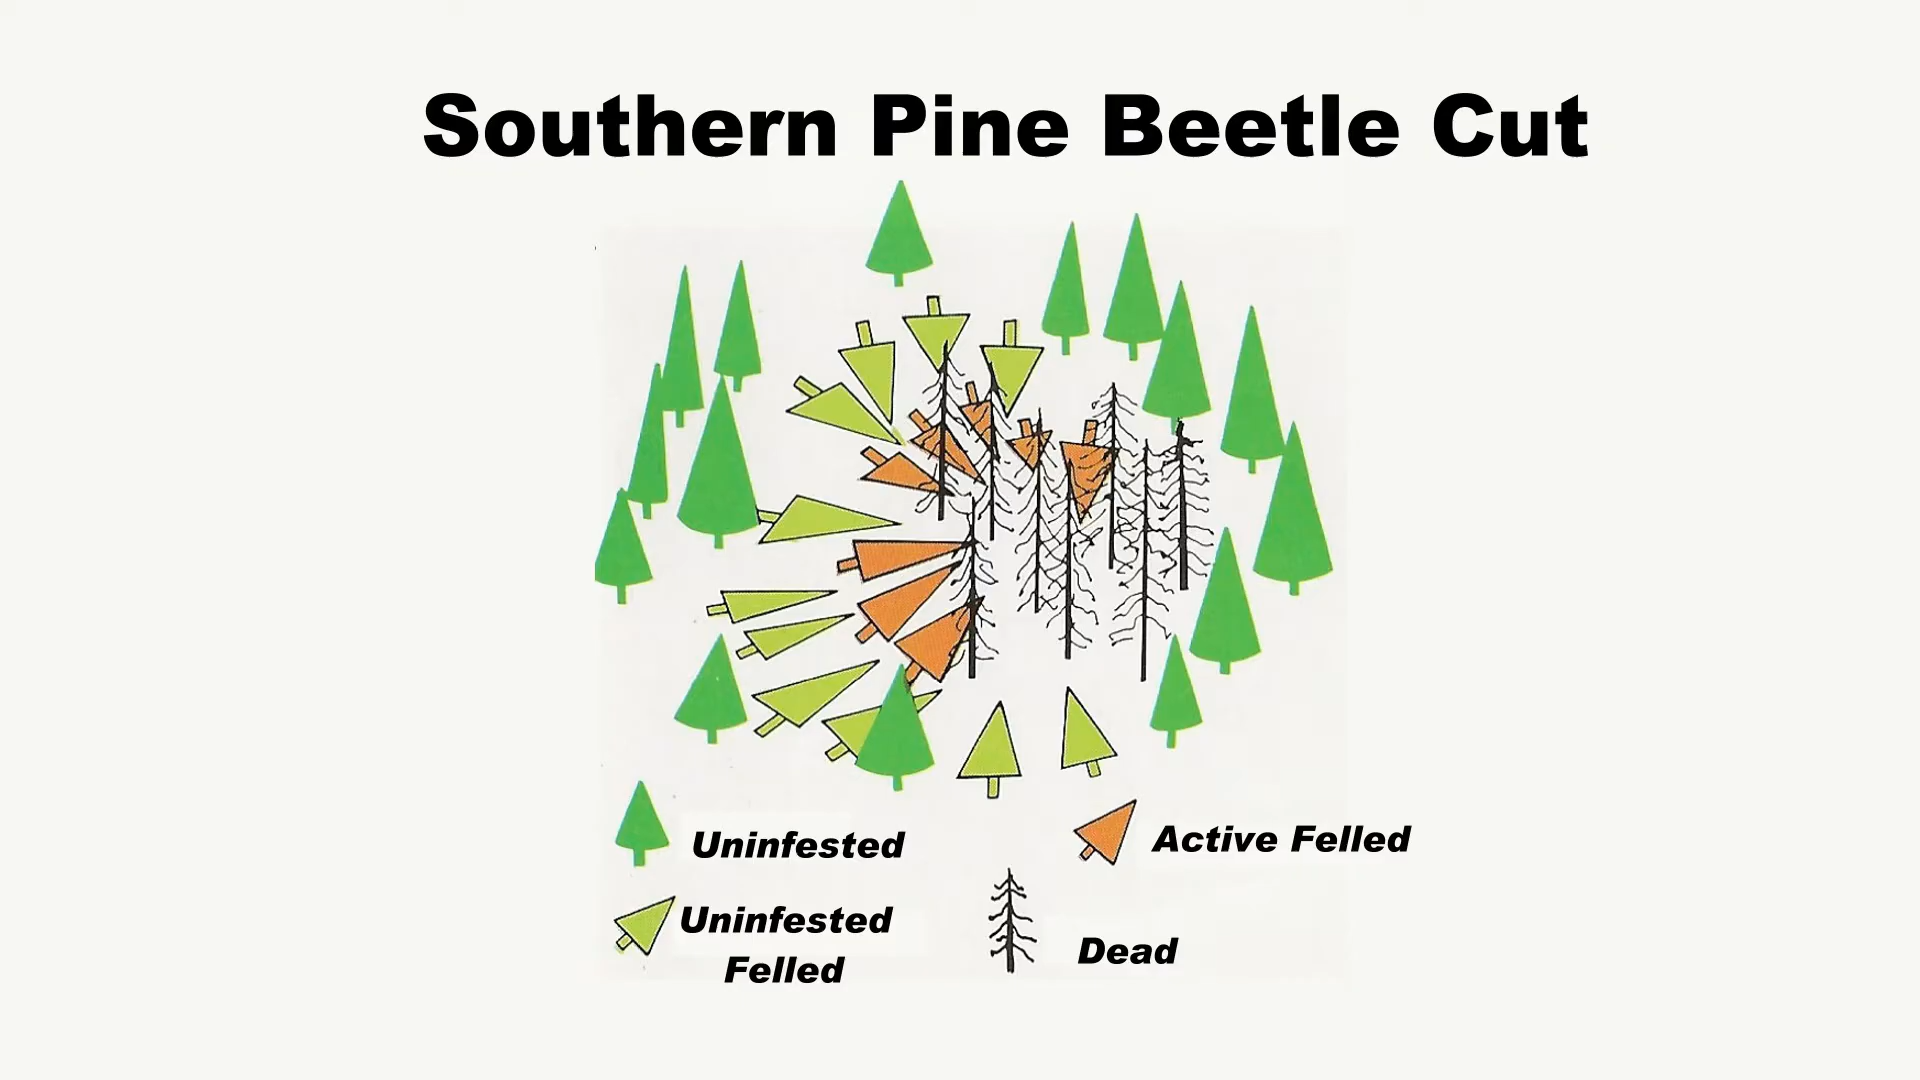 Southern Pine Beetle Cut
Uninfested
Active Felled
Uninfested
Felled
Dead